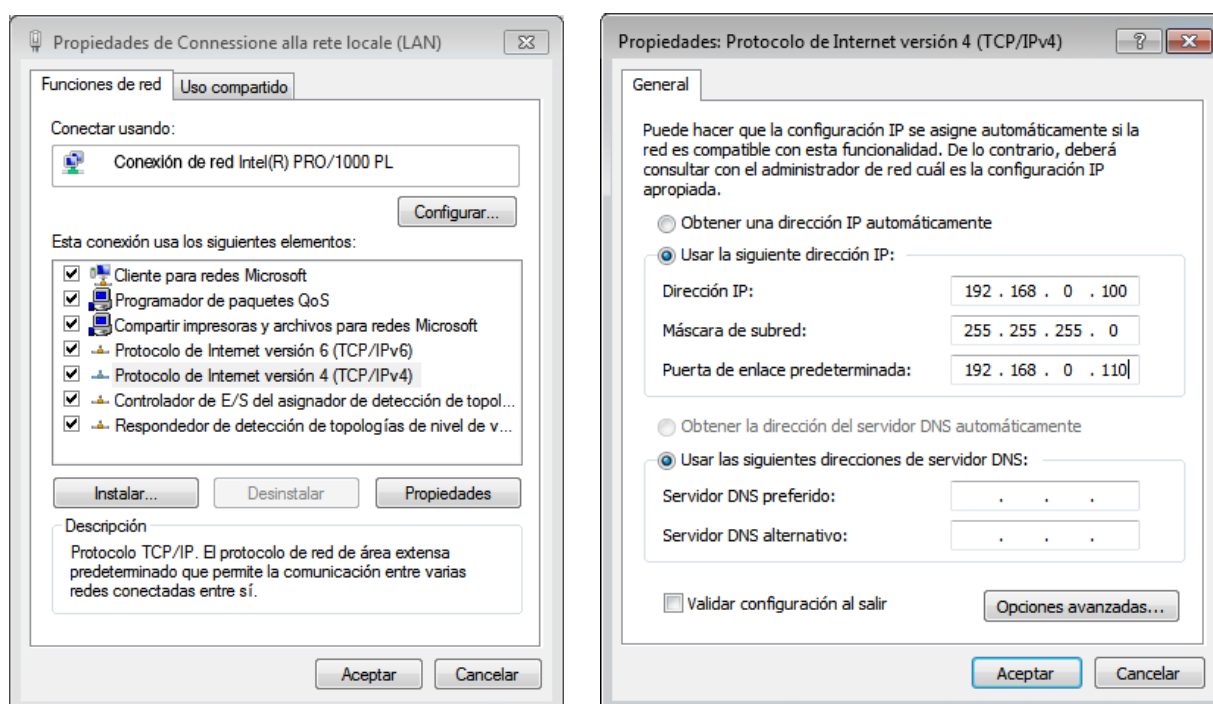 Propiedades de Connessione alla rete locale (LAN)
Funciones de red
Uso compartido
Conectar usando:
Conexión de red Intel(R) PRO/1000 PL
Configurar...
Esta conexión usa los siguientes elementos:
Cliente para redes Microsoft
Programador de paquetes QoS
Compartir impresoras y archivos para redes Microsoft
Protocolo de Internet versión 6 (TCP/IPv6)
Protocolo de Internet versión 4 (TCP/IPv4)
Controlador de E/S del asignador de detección de topol...
Respondedor de detección de topologías de nivel de v...
Instalar...
Desinstalar
Propiedades
Descripción
Protocolo TCP/IP. El protocolo de red de área extensa
predeterminado que permite la comunicación entre varias
redes conectadas entre sí.
Aceptar
Cancelar
Propiedades: Protocolo de Internet versión 4 (TCP/IPv4)
General
Puede hacer que la configuración IP se asigne automáticamente si la
red es compatible con esta funcionalidad. De lo contrario, deberá
consultar con el administrador de red cuál es la configuración IP
apropiada.
Obtener una dirección IP automáticamente
Usar la siguiente dirección IP:
Dirección IP: 192 . 168 . 0 . 100
Máscara de subred: 255 . 255 . 255 . 0
Puerta de enlace predeterminada: 192 . 168 . 0 . 110
Obtener la dirección del servidor DNS automáticamente
Usar las siguientes direcciones de servidor DNS:
Servidor DNS preferido: . . .
Servidor DNS alternativo: . . .
Validar configuración al salir
Opciones avanzadas...
Aceptar
Cancelar